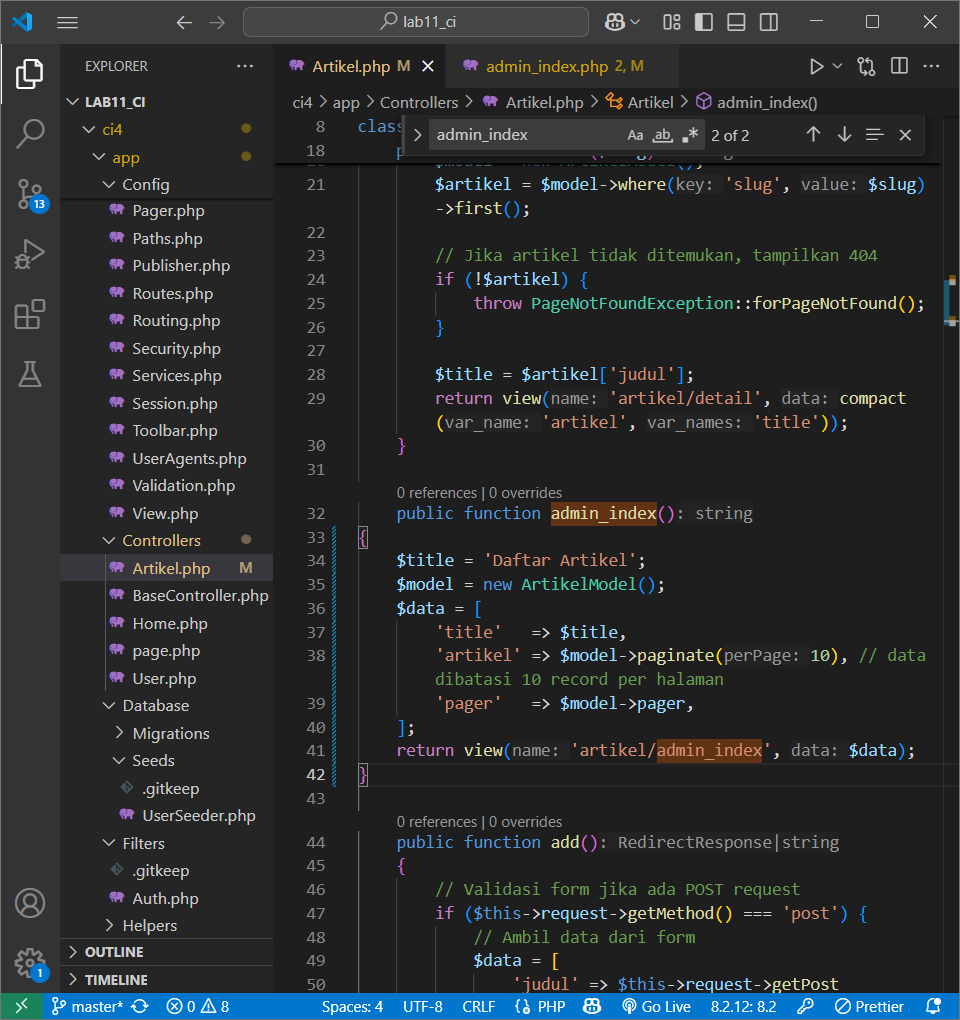 lab11_ci
EXPLORER
LAB11_CI
ci4
app
Config
Pager.php
Paths.php
Publisher.php
Routes.php
Routing.php
Security.php
Services.php
Session.php
Toolbar.php
UserAgents.php
Validation.php
View.php
Controllers
Artikel.php M
BaseController.php
Home.php
page.php
User.php
Database
Migrations
Seeds
.gitkeep
UserSeeder.php
Filters
.gitkeep
Auth.php
Helpers
OUTLINE
TIMELINE
13
1
Artikel.php M
admin_index.php 2, M
ci4 > app > Controllers > Artikel.php > Artikel > admin_index()
admin_index Aa ab 2 of 2
8 class
18
21 $artikel = $model->where(key: 'slug', value: $slug)
->first();
22
23 // Jika artikel tidak ditemukan, tampilkan 404
24 if (!$artikel) {
25 throw PageNotFoundException::forPageNotFound();
26 }
27
28 $title = $artikel['judul'];
29 return view(name: 'artikel/detail', data: compact
(var_name: 'artikel', var_names: 'title'));
30 }
31
0 references | 0 overrides
32 public function admin_index(): string
33 {
34 $title = 'Daftar Artikel';
35 $model = new ArtikelModel();
36 $data = [
37 'title' => $title,
38 'artikel' => $model->paginate(perPage: 10), // data
dibatasi 10 record per halaman
39 'pager' => $model->pager,
40 ];
41 return view(name: 'artikel/admin_index', data: $data);
42 }
43
0 references | 0 overrides
44 public function add(): RedirectResponse|string
45 {
46 // Validasi form jika ada POST request
47 if ($this->request->getMethod() === 'post') {
48 // Ambil data dari form
49 $data = [
50 'judul' => $this->request->getPost
master* 0 8 Spaces: 4 UTF-8 CRLF PHP Go Live 8.2.12: 8.2 Prettier